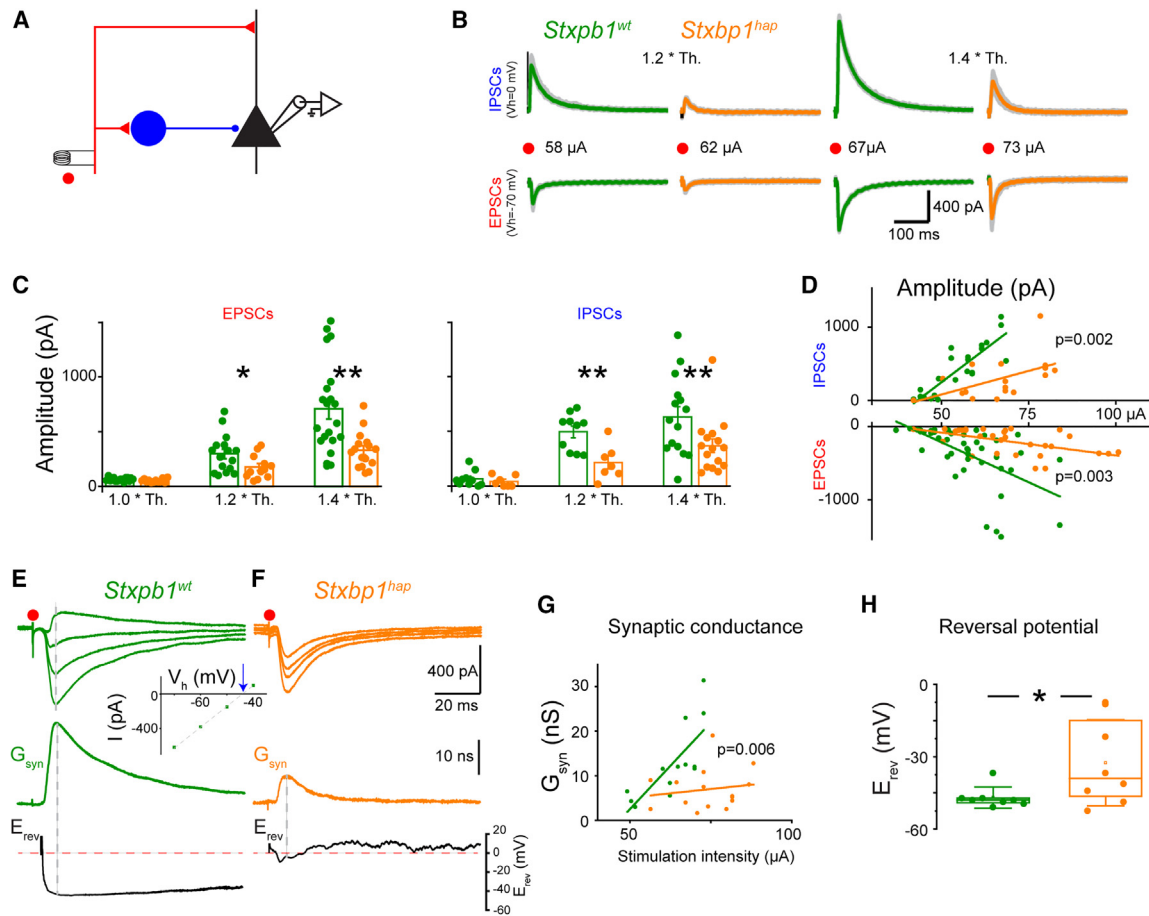 A
B
Stxpb1wt
Stxbp1hap
1.2 * Th.
1.4 * Th.
IPSCs
(Vh=0 mV)
58 µA
62 µA
67µA
73 µA
EPSCs
(Vh=-70 mV)
400 pA
100 ms
C
EPSCs
IPSCs
Amplitude (pA)
1000
0
*
**
**
**
1.0 * Th.
1.2 * Th.
1.4 * Th.
1.0 * Th.
1.2 * Th.
1.4 * Th.
D
Amplitude (pA)
IPSCs
1000
0
p=0.002
50
75
100 µA
EPSCs
0
-1000
p=0.003
E
Stxpb1wt
F
Stxbp1hap
400 pA
20 ms
Vh (mV)
-60
-40
I (pA)
0
-400
Gsyn
10 ns
Gsyn
Erev
Erev
20
0
-20
-40
-60
Erev (mV)
G
Synaptic conductance
Gsyn (nS)
30
20
10
0
p=0.006
50
100
Stimulation intensity (µA)
H
Reversal potential
Erev (mV)
0
-30
-60
*